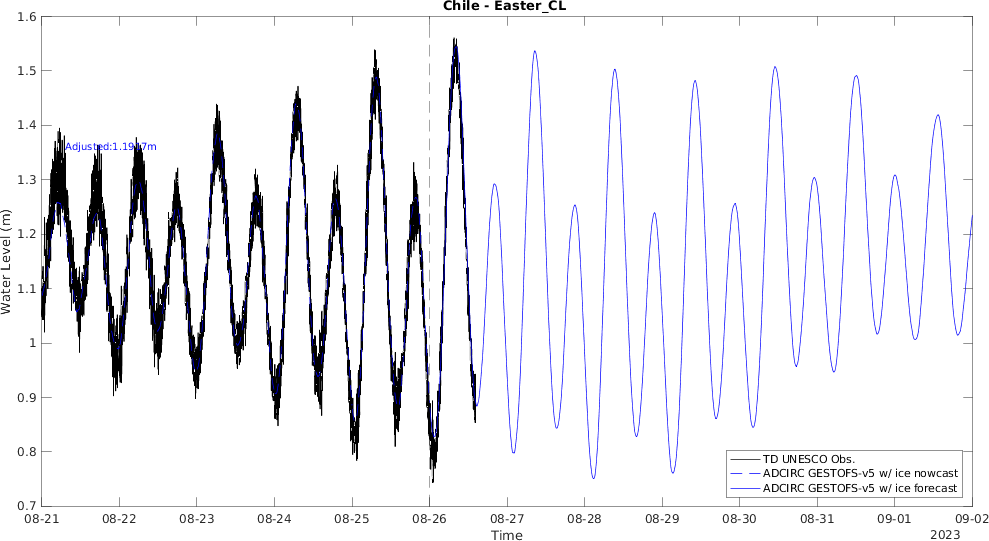 Chile - Easter_CL
1.6
1.5
1.4
1.3
1.2
1.1
1
0.9
0.8
0.7
Water Level (m)
Adjusted:1.1947m
TD UNESCO Obs.
ADCIRC GESTOFS-v5 w/ ice nowcast
ADCIRC GESTOFS-v5 w/ ice forecast
08-21 08-22 08-23 08-24 08-25 08-26 08-27 08-28 08-29 08-30 08-31 09-01 09-02
Time
2023